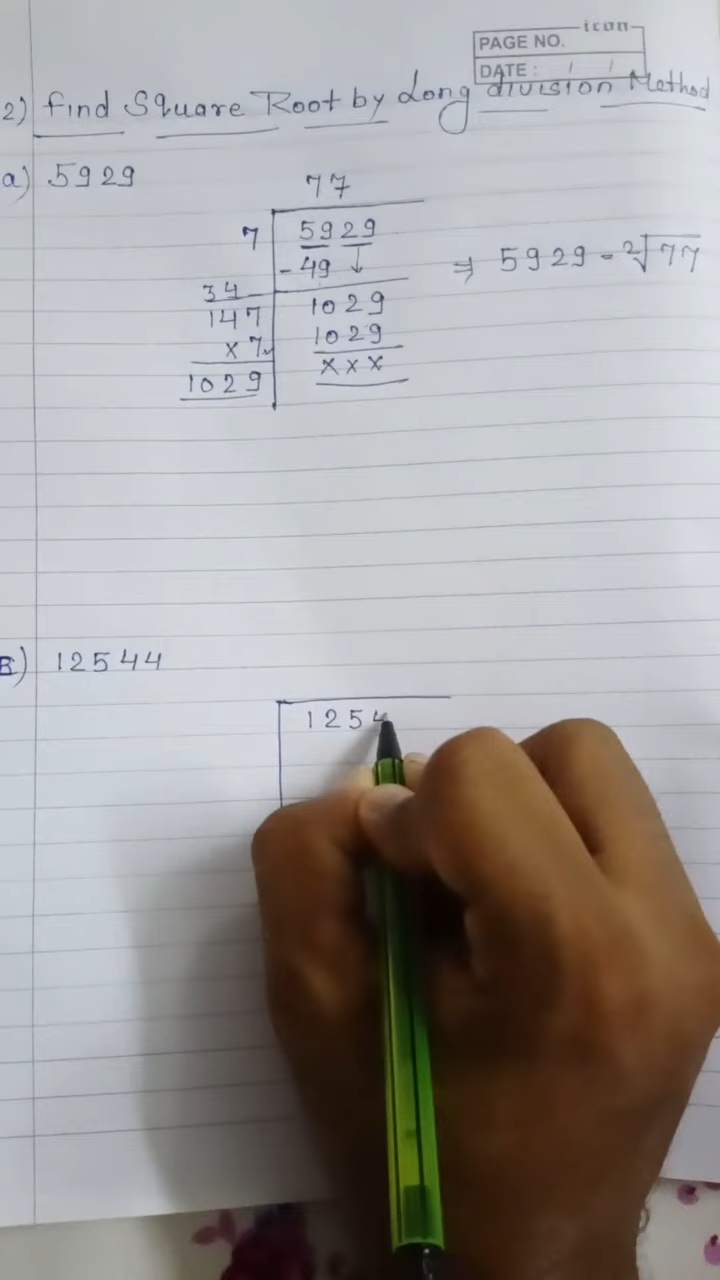 icon
PAGE NO.
DATE : / /
2) find Square Root by Long division Method
a) 5929
77
7 5929
- 49 ↓
⇒ 5929 = ²√77
34
147 1029
x 7 1029
1029 xxx
B) 12544
1254